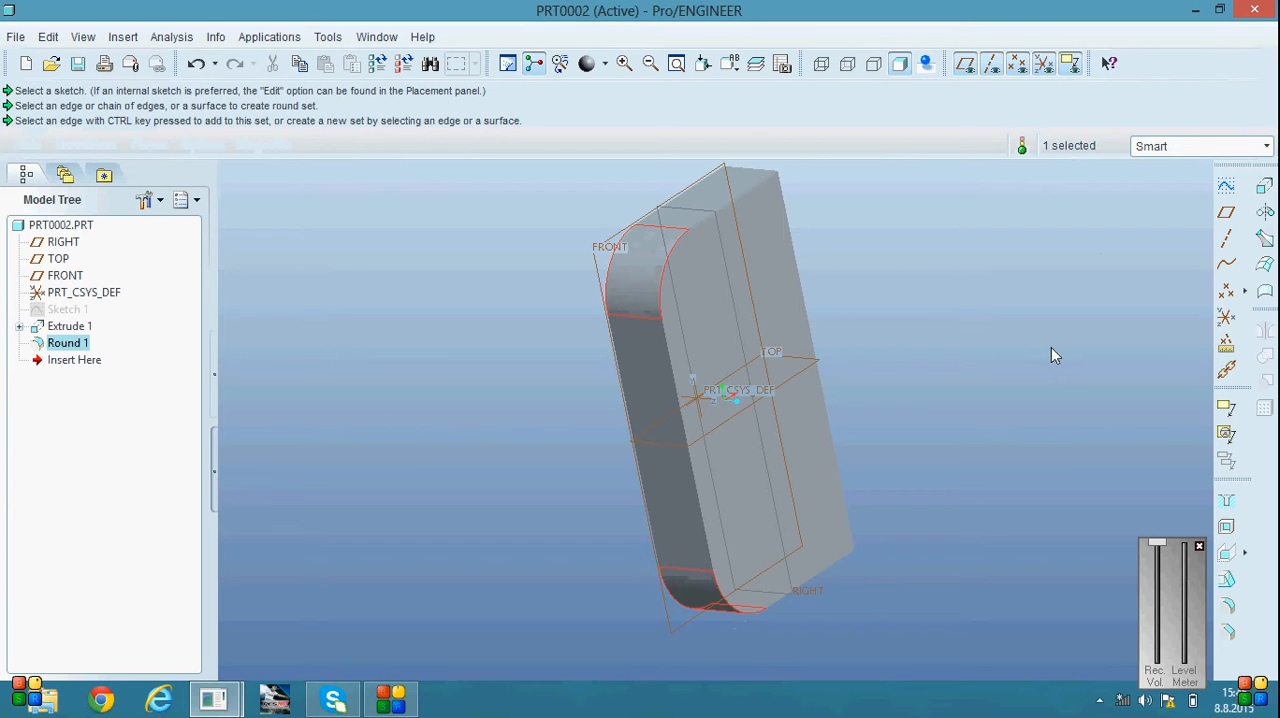 PRT0002 (Active) - Pro/ENGINEER
File Edit View Insert Analysis Info Applications Tools Window Help
Select a sketch. (If an internal sketch is preferred, the "Edit" option can be found in the Placement panel.)
Select an edge or chain of edges, or a surface to create round set.
Select an edge with CTRL key pressed to add to this set, or create a new set by selecting an edge or a surface.
1 selected
Smart
Model Tree
PRT0002.PRT
RIGHT
TOP
FRONT
PRT_CSYS_DEF
Sketch 1
Extrude 1
Round 1
Insert Here
FRONT
TOP
PRT_CSYS_DEF
RIGHT
Rec. Level
Vol. Meter